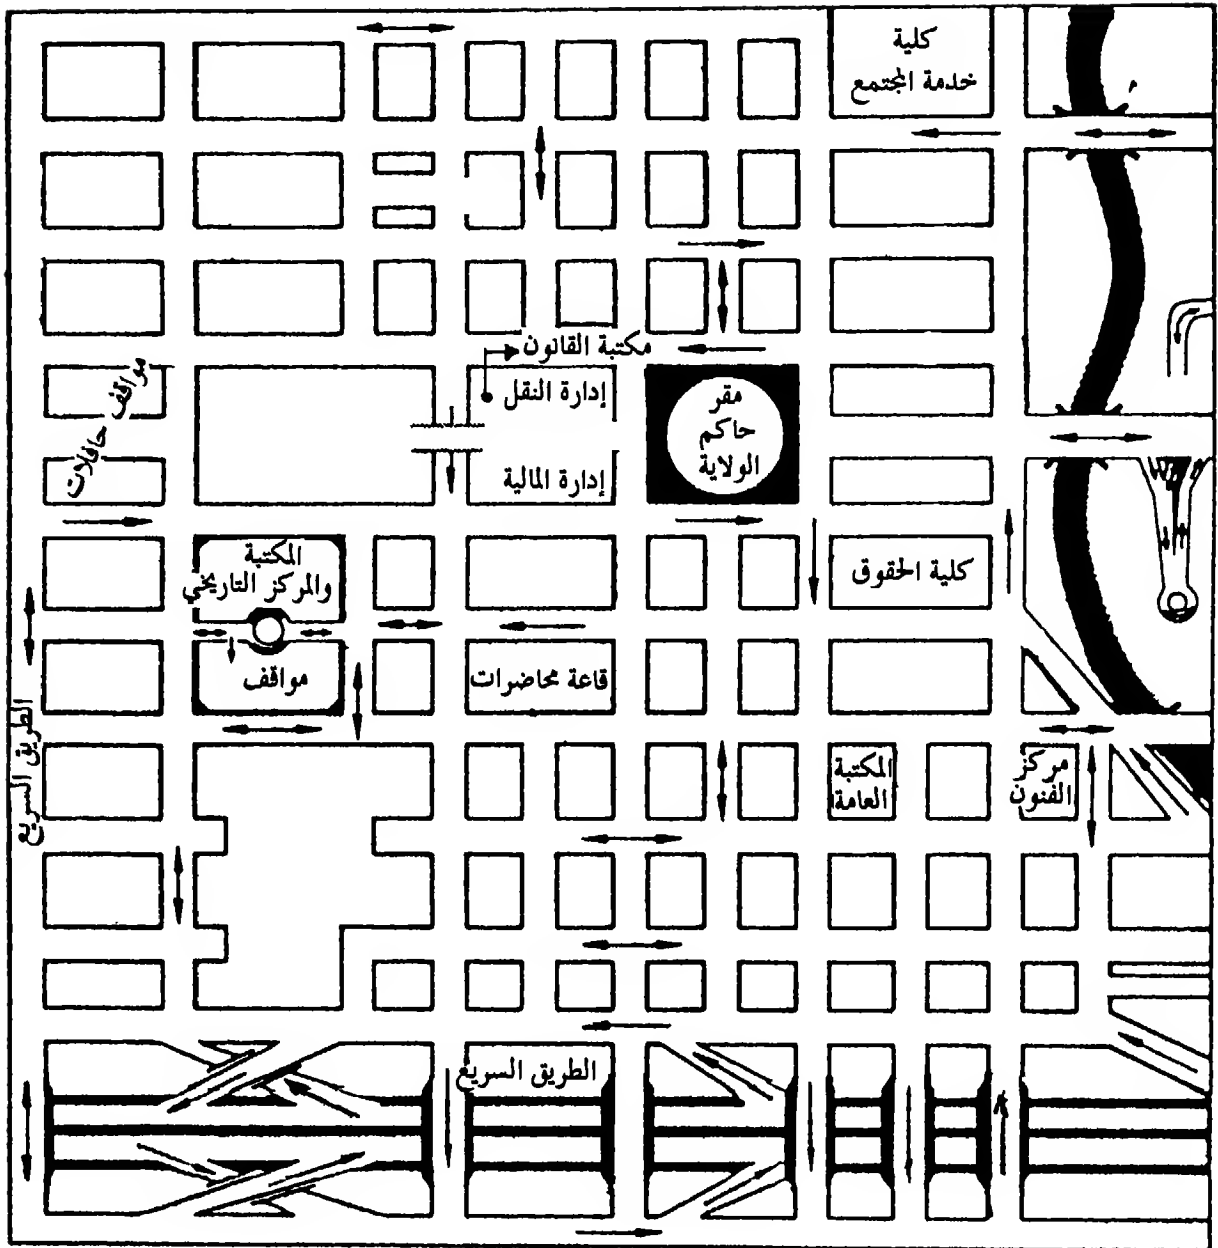 كلية
خدمة المجتمع
مكتبة القانون
إدارة النقل
مقر
حاكم
الولاية
مواقف حافلات
إدارة المالية
المكتبة
والمركز التاريخي
كلية الحقوق
مواقف
قاعة محاضرات
الطريق السريع
المكتبة
العامة
مركز
الفنون
الطريق السريع